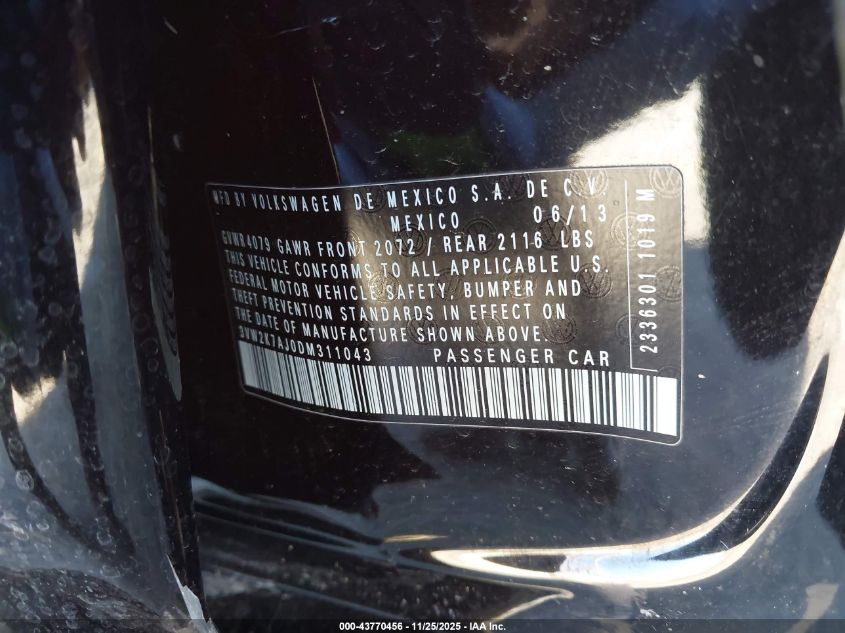 MFD BY VOLKSWAGEN DE MEXICO S.A. DE C.V
MEXICO 06/13
GVWR4079 GAWR FRONT 2072 / REAR 2116 LBS
THIS VEHICLE CONFORMS TO ALL APPLICABLE U.S.
FEDERAL MOTOR VEHICLE SAFETY, BUMPER AND
THEFT PREVENTION STANDARDS IN EFFECT ON
THE DATE OF MANUFACTURE SHOWN ABOVE.
3VW2K7AJ0DM311043 PASSENGER CAR
2336301 1019 M
000-43770456 - 11/25/2025 - IAA Inc.